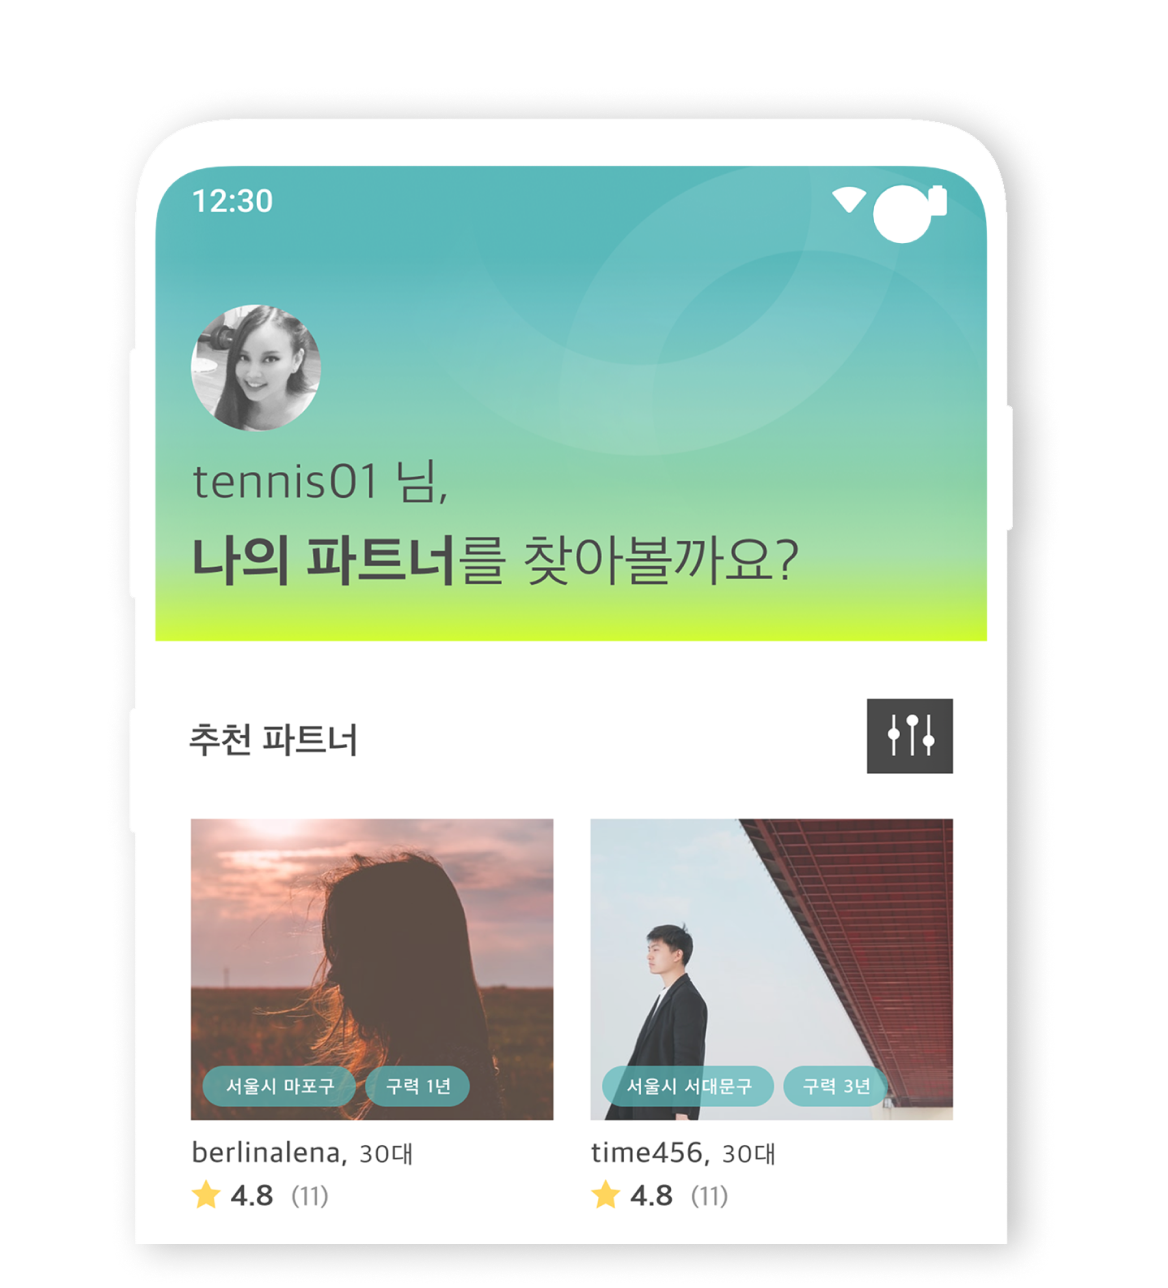 12:30
tennis01 님,
나의 파트너를 찾아볼까요?
추천 파트너
서울시 마포구 구력 1년
서울시 서대문구 구력 3년
berlinalena, 30대
4.8 (11)
time456, 30대
4.8 (11)